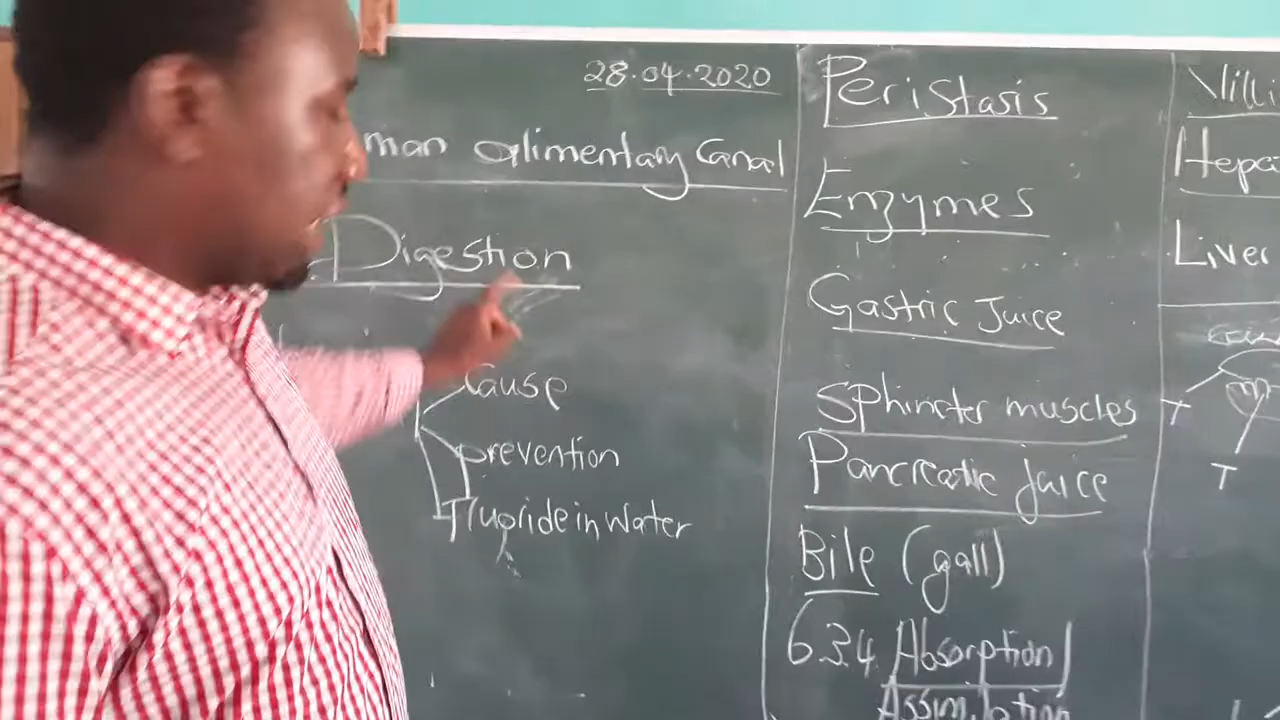 28.04.2020
man alimentary Canal
Digestion
Cause
prevention
Fluoride in Water
Peristasis
Enzymes
Gastric Juice
Sphincter muscles
Pancreatic juice
Bile (gall)
6.3.4 Absorption
Assimilation
Villi
Hepa
Liver
T
T